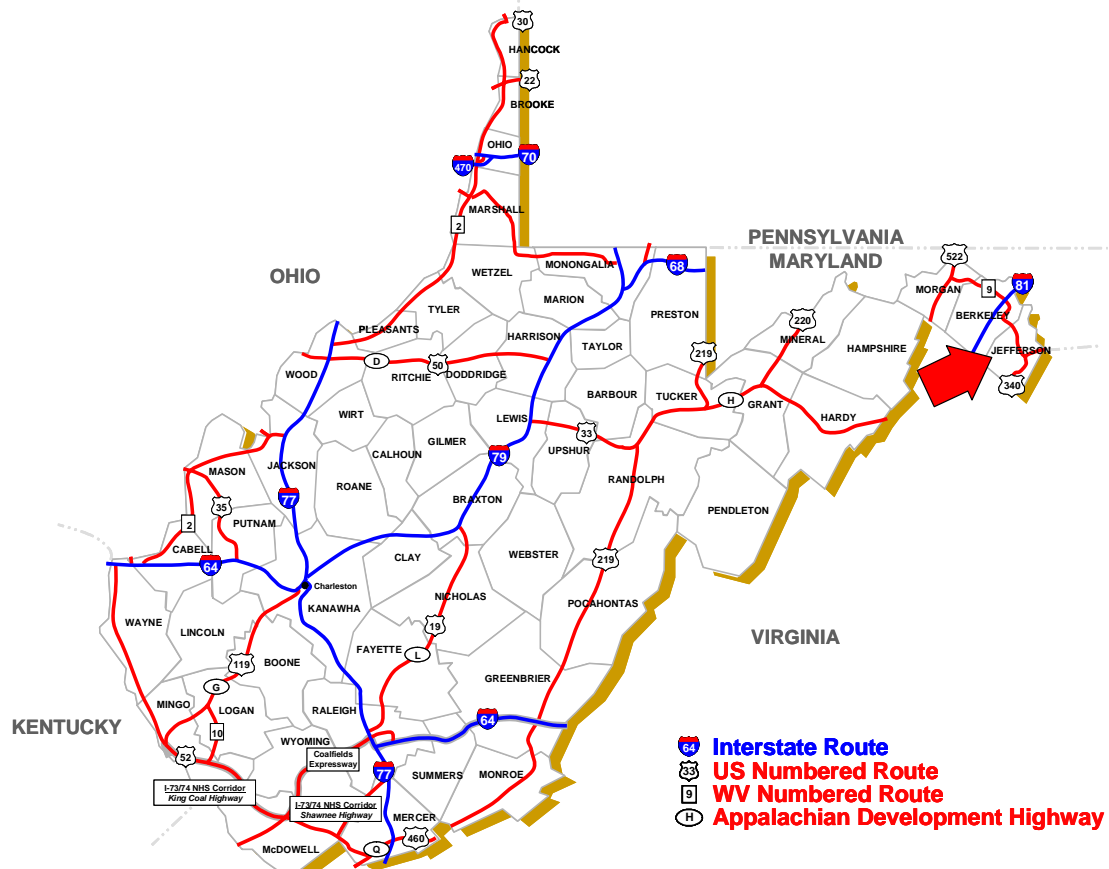 30
HANCOCK
22
BROOKE
OHIO
470
70
MARSHALL
2
PENNSYLVANIA
MARYLAND
OHIO
WETZEL
MONONGALIA
68
522
81
MORGAN
9
BERKELEY
MARION
TYLER
PRESTON
PLEASANTS
HARRISON
TAYLOR
220
MINERAL
HAMPSHIRE
JEFFERSON
340
219
WOOD
D
RITCHIE
50
DODDRIDGE
BARBOUR
TUCKER
H
GRANT
HARDY
WIRT
LEWIS
GILMER
33
UPSHUR
CALHOUN
79
MASON
JACKSON
ROANE
77
RANDOLPH
BRAXTON
35
PUTNAM
PENDLETON
2
CABELL
64
CLAY
WEBSTER
219
Charleston
KANAWHA
NICHOLAS
POCAHONTAS
WAYNE
LINCOLN
19
VIRGINIA
FAYETTE
L
119
BOONE
G
GREENBRIER
MINGO
LOGAN
RALEIGH
KENTUCKY
10
64
WYOMING
Coalfields
Expressway
52
77
SUMMERS
MONROE
I-73/74 NHS Corridor
King Coal Highway
I-73/74 NHS Corridor
Shawnee Highway
MERCER
460
Q
McDOWELL
64 Interstate Route
33 US Numbered Route
9 WV Numbered Route
H Appalachian Development Highway